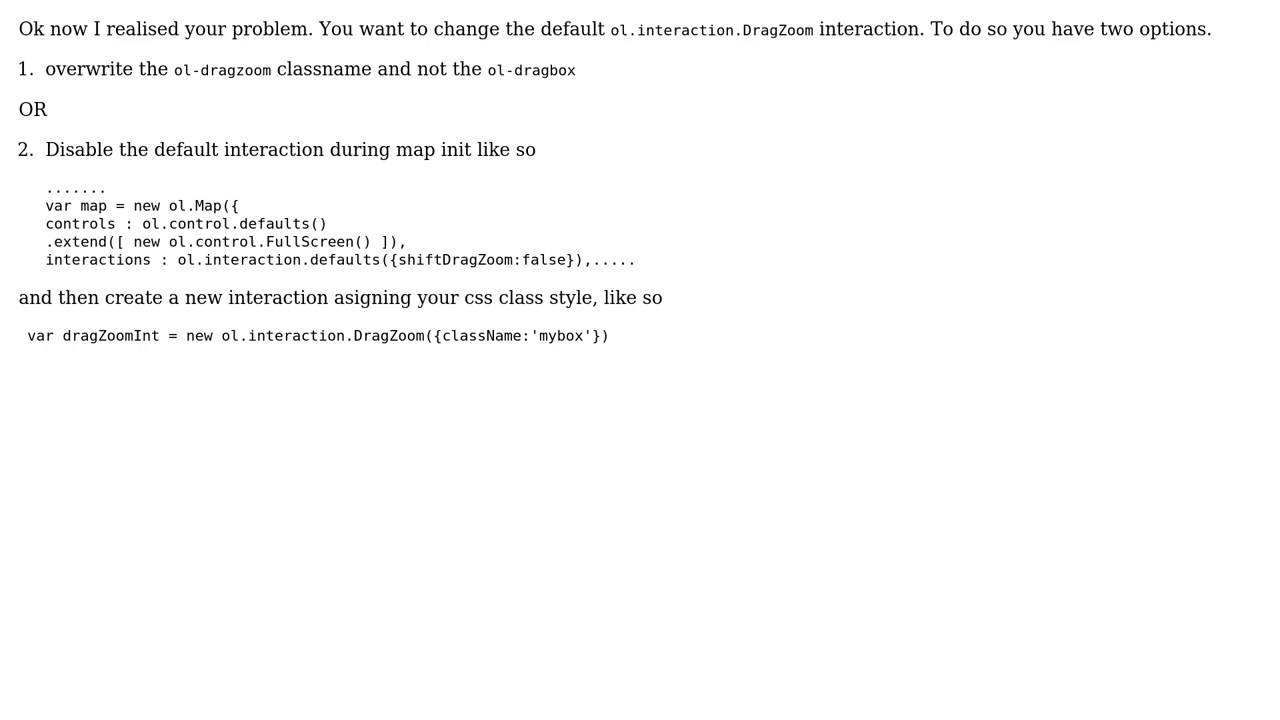 Ok now I realised your problem. You want to change the default ol.interaction.DragZoom interaction. To do so you have two options.
1. overwrite the ol-dragzoom classname and not the ol-dragbox
OR
2. Disable the default interaction during map init like so
.......
var map = new ol.Map({
controls : ol.control.defaults()
.extend([ new ol.control.FullScreen() ]),
interactions : ol.interaction.defaults({shiftDragZoom:false}),.....
and then create a new interaction asigning your css class style, like so
var dragZoomInt = new ol.interaction.DragZoom({className:'mybox'})